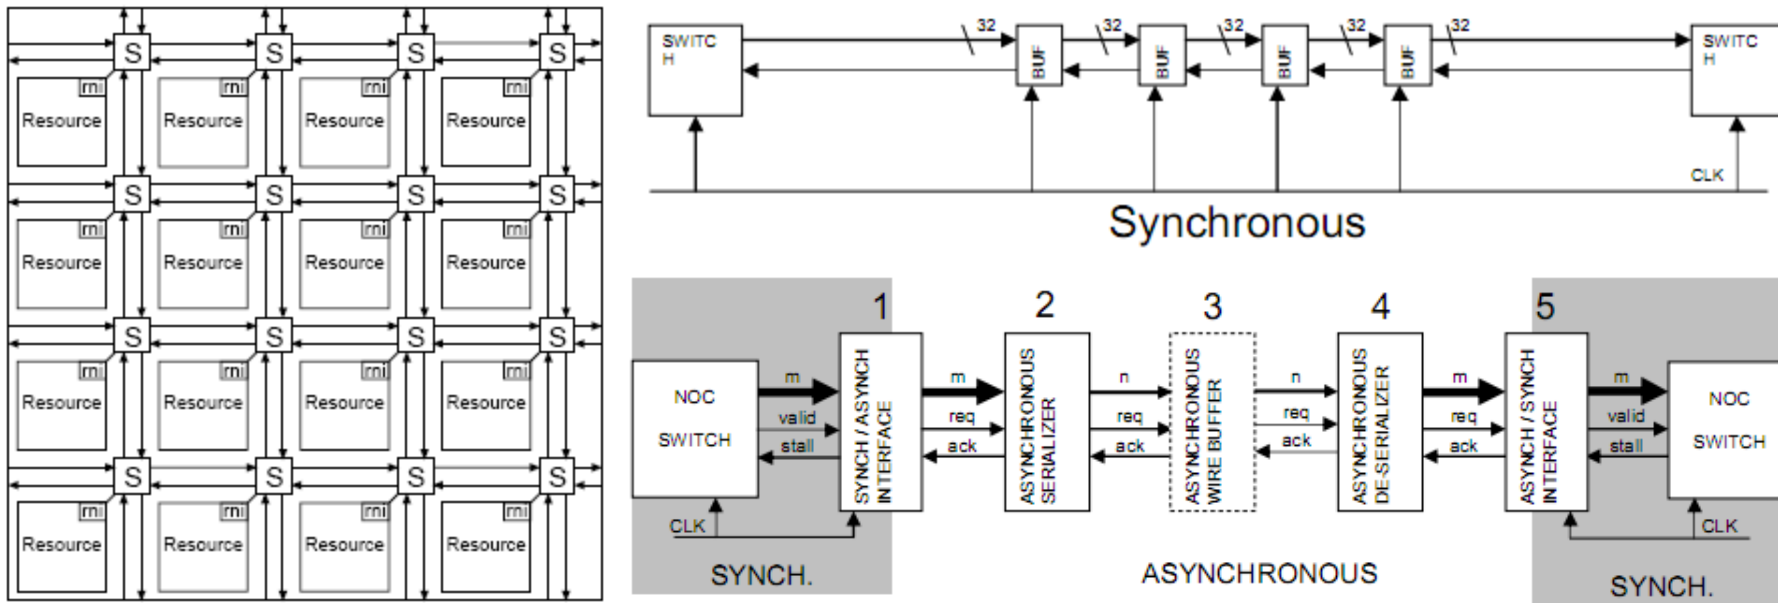 S S S S
rni rni rni rni
Resource Resource Resource Resource
S S S S
rni rni rni rni
Resource Resource Resource Resource
S S S S
rni rni rni rni
Resource Resource Resource Resource
S S S S
rni rni rni rni
Resource Resource Resource Resource
32 32 32 32 32
SWITC
H
BUF BUF BUF BUF
SWITC
H
CLK
Synchronous
1 2 3 4 5
NOC
SWITCH
m
valid
stall
CLK
SYNCH / ASYNCH
INTERFACE
m
req
ack
ASYNCHRONOUS
SERIALIZER
n
req
ack
ASYNCHRONOUS
WIRE BUFFER
n
req
ack
ASYNCHRONOUS
DE-SERIALIZER
m
req
ack
ASYNCH / SYNCH
INTERFACE
m
valid
stall
NOC
SWITCH
CLK
SYNCH.
ASYNCHRONOUS
SYNCH.